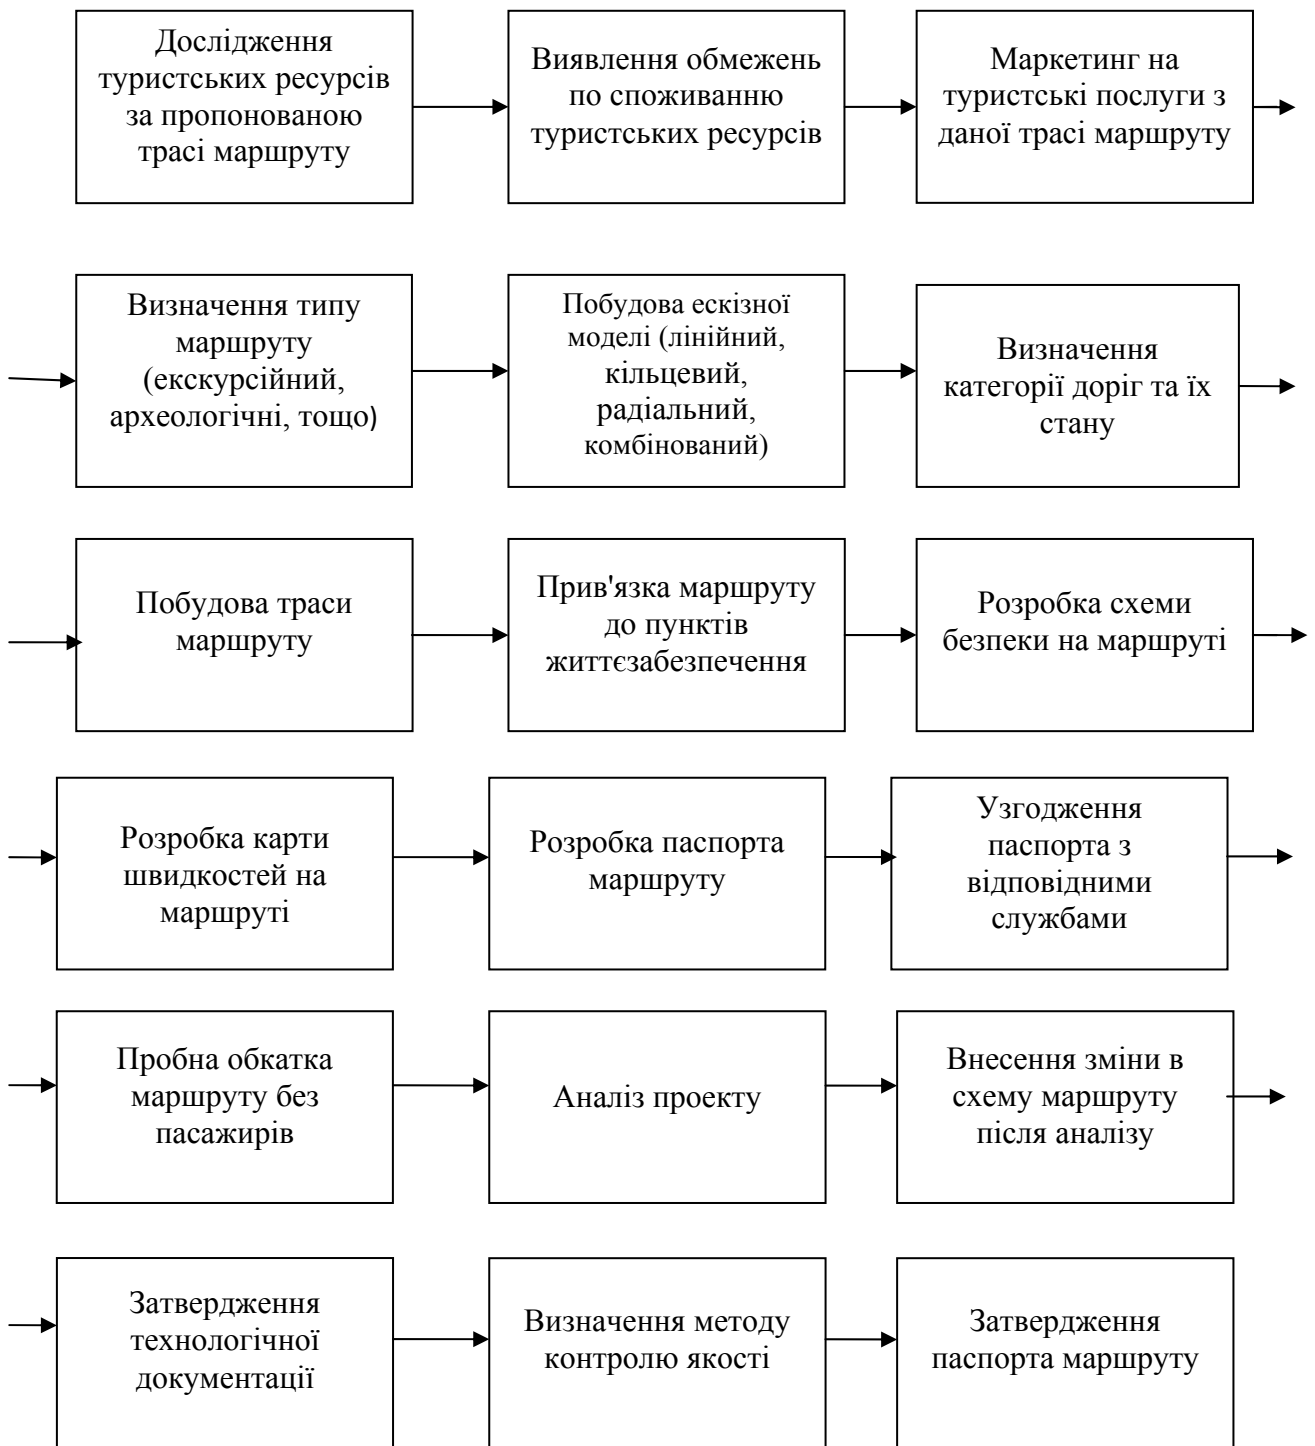 Дослідження
туристських ресурсів
за пропонованою
трасі маршруту
Виявлення обмежень
по споживанню
туристських ресурсів
Маркетинг на
туристські послуги з
даної трасі маршруту
Визначення типу
маршруту
(екскурсійний,
археологічні, тощо)
Побудова ескізної
моделі (лінійний,
кільцевий,
радіальний,
комбінований)
Визначення
категорії доріг та їх
стану
Побудова траси
маршруту
Прив'язка маршруту
до пунктів
життєзабезпечення
Розробка схеми
безпеки на маршруті
Розробка карти
швидкостей на
маршруті
Розробка паспорта
маршруту
Узгодження
паспорта з
відповідними
службами
Пробна обкатка
маршруту без
пасажирів
Аналіз проекту
Внесення зміни в
схему маршруту
після аналізу
Затвердження
технологічної
документації
Визначення методу
контролю якості
Затвердження
паспорта маршруту